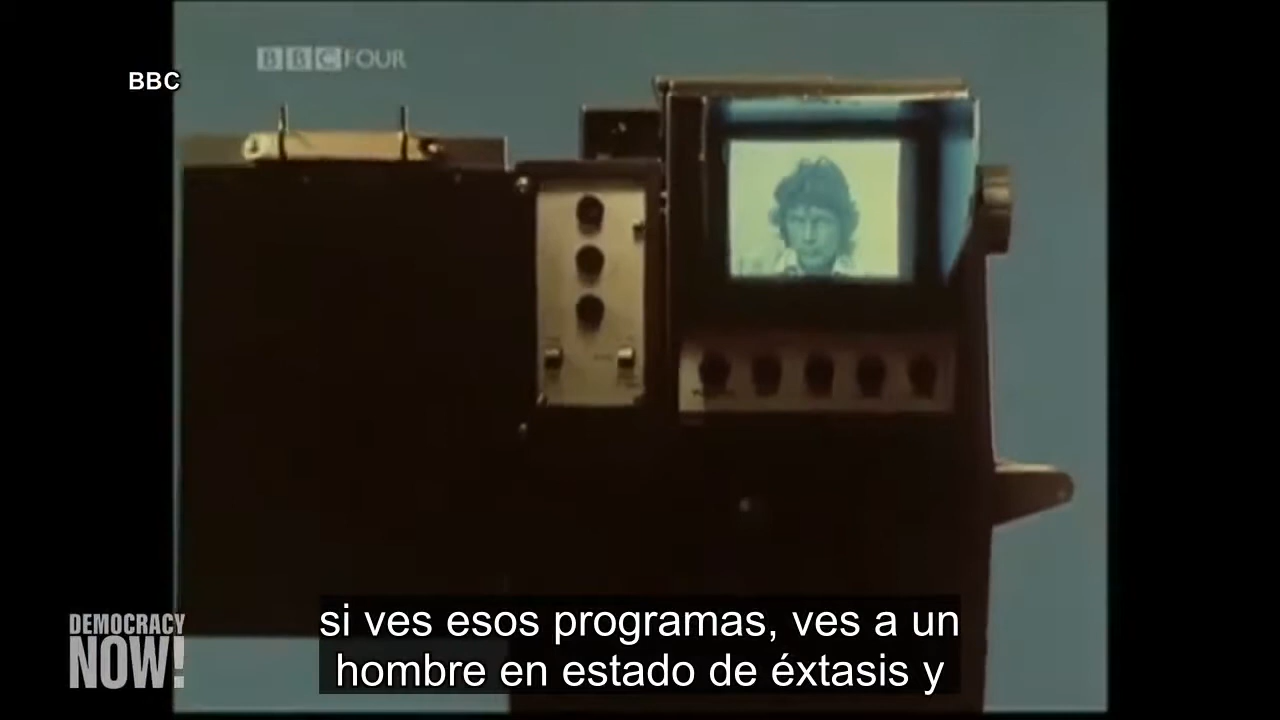 BBC FOUR
BBC
DEMOCRACY
NOW!
si ves esos programas, ves a un
hombre en estado de éxtasis y